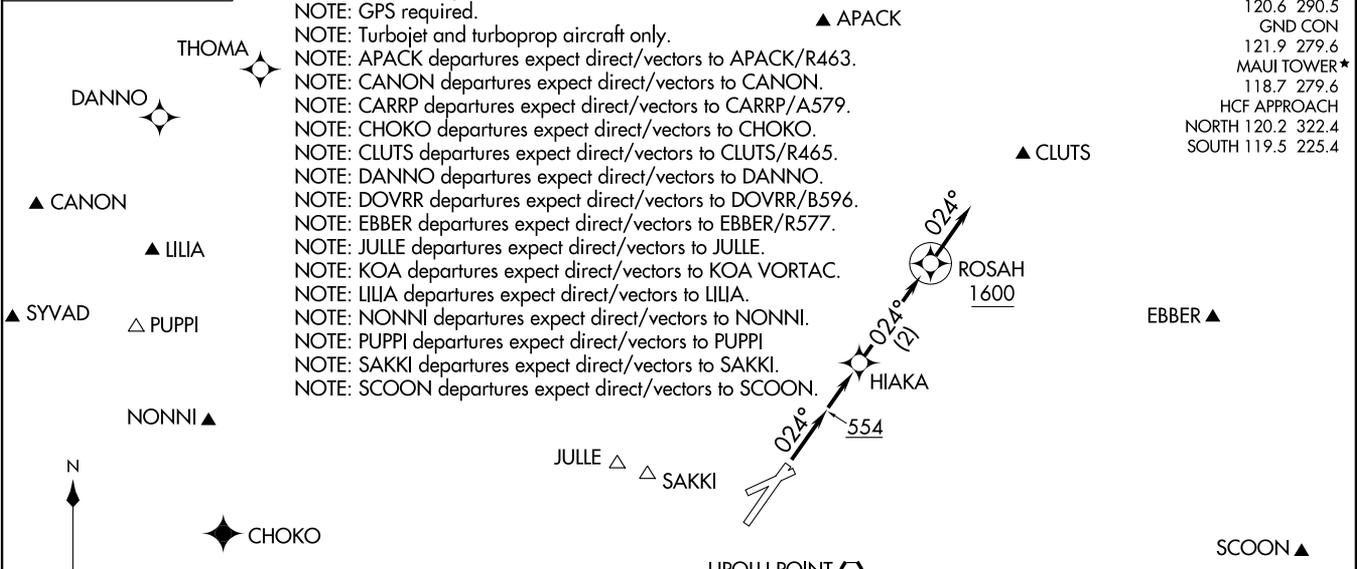 NOTE: GPS required.
NOTE: Turbojet and turboprop aircraft only.
NOTE: APACK departures expect direct/vectors to APACK/R463.
NOTE: CANON departures expect direct/vectors to CANON.
NOTE: CARRP departures expect direct/vectors to CARRP/A579.
NOTE: CHOKO departures expect direct/vectors to CHOKO.
NOTE: CLUTS departures expect direct/vectors to CLUTS/R465.
NOTE: DANNO departures expect direct/vectors to DANNO.
NOTE: DOVRR departures expect direct/vectors to DOVRR/B596.
NOTE: EBBER departures expect direct/vectors to EBBER/R577.
NOTE: JULLE departures expect direct/vectors to JULLE.
NOTE: KOA departures expect direct/vectors to KOA VORTAC.
NOTE: LILIA departures expect direct/vectors to LILIA.
NOTE: NONNI departures expect direct/vectors to NONNI.
NOTE: PUPPI departures expect direct/vectors to PUPPI
NOTE: SAKKI departures expect direct/vectors to SAKKI.
NOTE: SCOON departures expect direct/vectors to SCOON.
120.6 290.5
GND CON
121.9 279.6
MAUI TOWER★
118.7 279.6
HCF APPROACH
NORTH 120.2 322.4
SOUTH 119.5 225.4
APACK
THOMA
DANNO
CLUTS
CANON
024°
LILIA
ROSAH
1600
SYVAD
PUPPI
EBBER
024°
(2)
HIAKA
NONNI
024°
554
JULLE
SAKKI
N
CHOKO
SCOON
UPOLU POINT